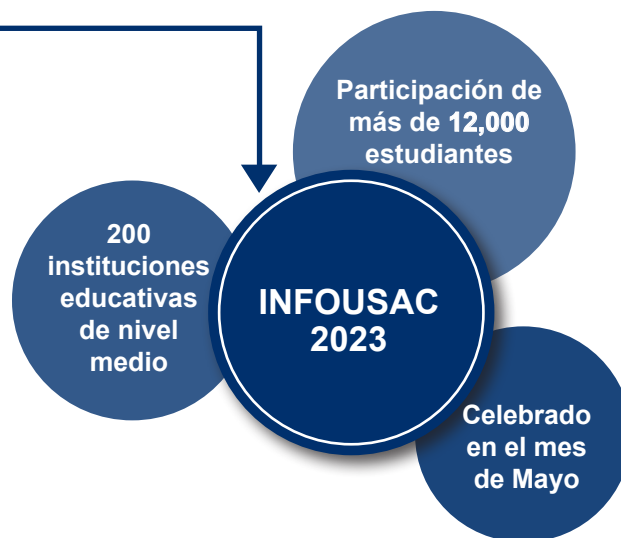 Participación de
más de 12,000
estudiantes
200
instituciones
educativas
de nivel
medio
INFOUSAC
2023
Celebrado
en el mes
de Mayo